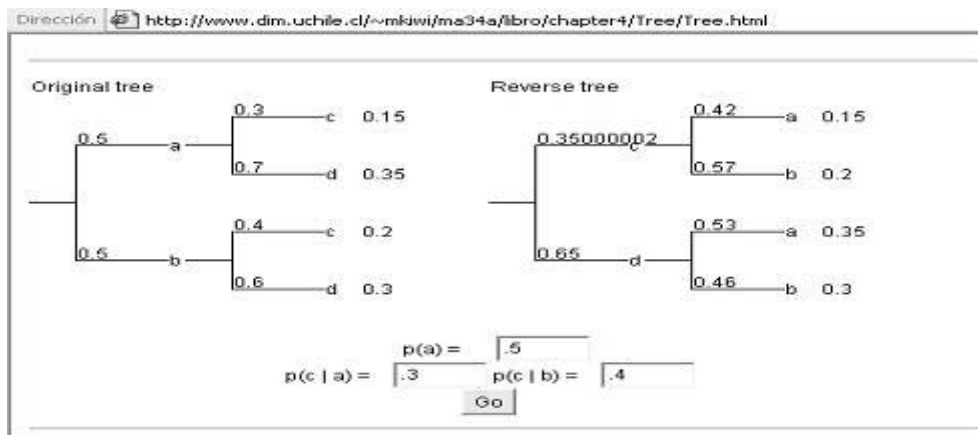 Dirección http://www.dim.uchile.cl/~mkiwi/ma34a/libro/chapter4/Tree/Tree.html
Original tree Reverse tree
0.3 c 0.15 0.42 a 0.15
0.5 a 0.35000002 c
0.7 d 0.35 0.57 b 0.2
0.4 c 0.2 0.53 a 0.35
0.5 b 0.65 d
0.6 d 0.3 0.46 b 0.3
p(a) = .5
p(c | a) = .3 p(c | b) = .4
Go